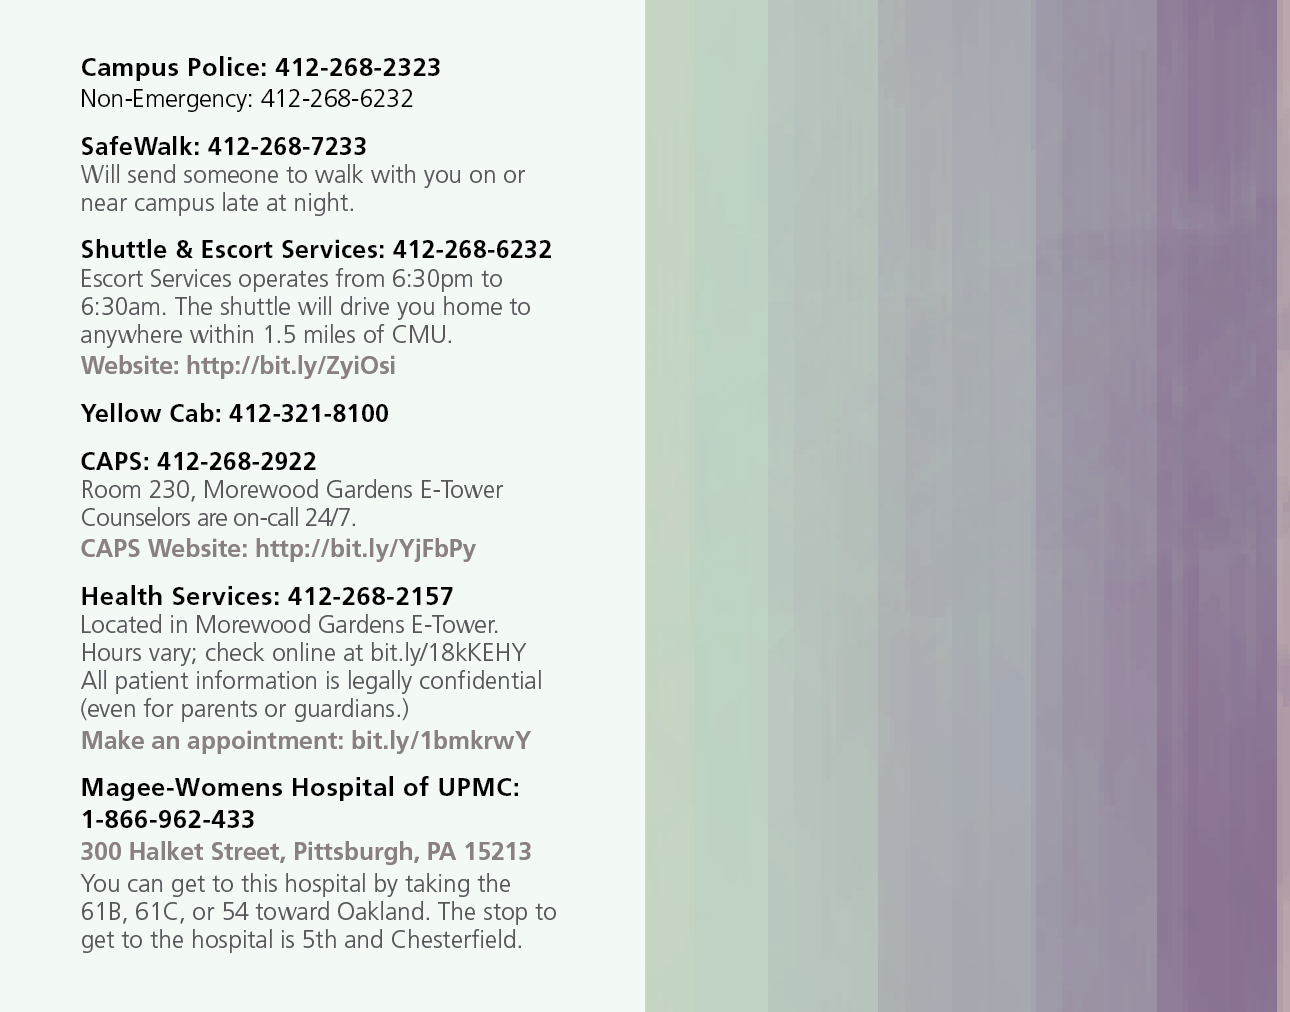 Campus Police: 412-268-2323
Non-Emergency: 412-268-6232
SafeWalk: 412-268-7233
Will send someone to walk with you on or
near campus late at night.
Shuttle & Escort Services: 412-268-6232
Escort Services operates from 6:30pm to
6:30am. The shuttle will drive you home to
anywhere within 1.5 miles of CMU.
Website: http://bit.ly/ZyiOsi
Yellow Cab: 412-321-8100
CAPS: 412-268-2922
Room 230, Morewood Gardens E-Tower
Counselors are on-call 24/7.
CAPS Website: http://bit.ly/YjFbPy
Health Services: 412-268-2157
Located in Morewood Gardens E-Tower.
Hours vary; check online at bit.ly/18kKEHY
All patient information is legally confidential
(even for parents or guardians.)
Make an appointment: bit.ly/1bmkrwY
Magee-Womens Hospital of UPMC:
1-866-962-433
300 Halket Street, Pittsburgh, PA 15213
You can get to this hospital by taking the
61B, 61C, or 54 toward Oakland. The stop to
get to the hospital is 5th and Chesterfield.